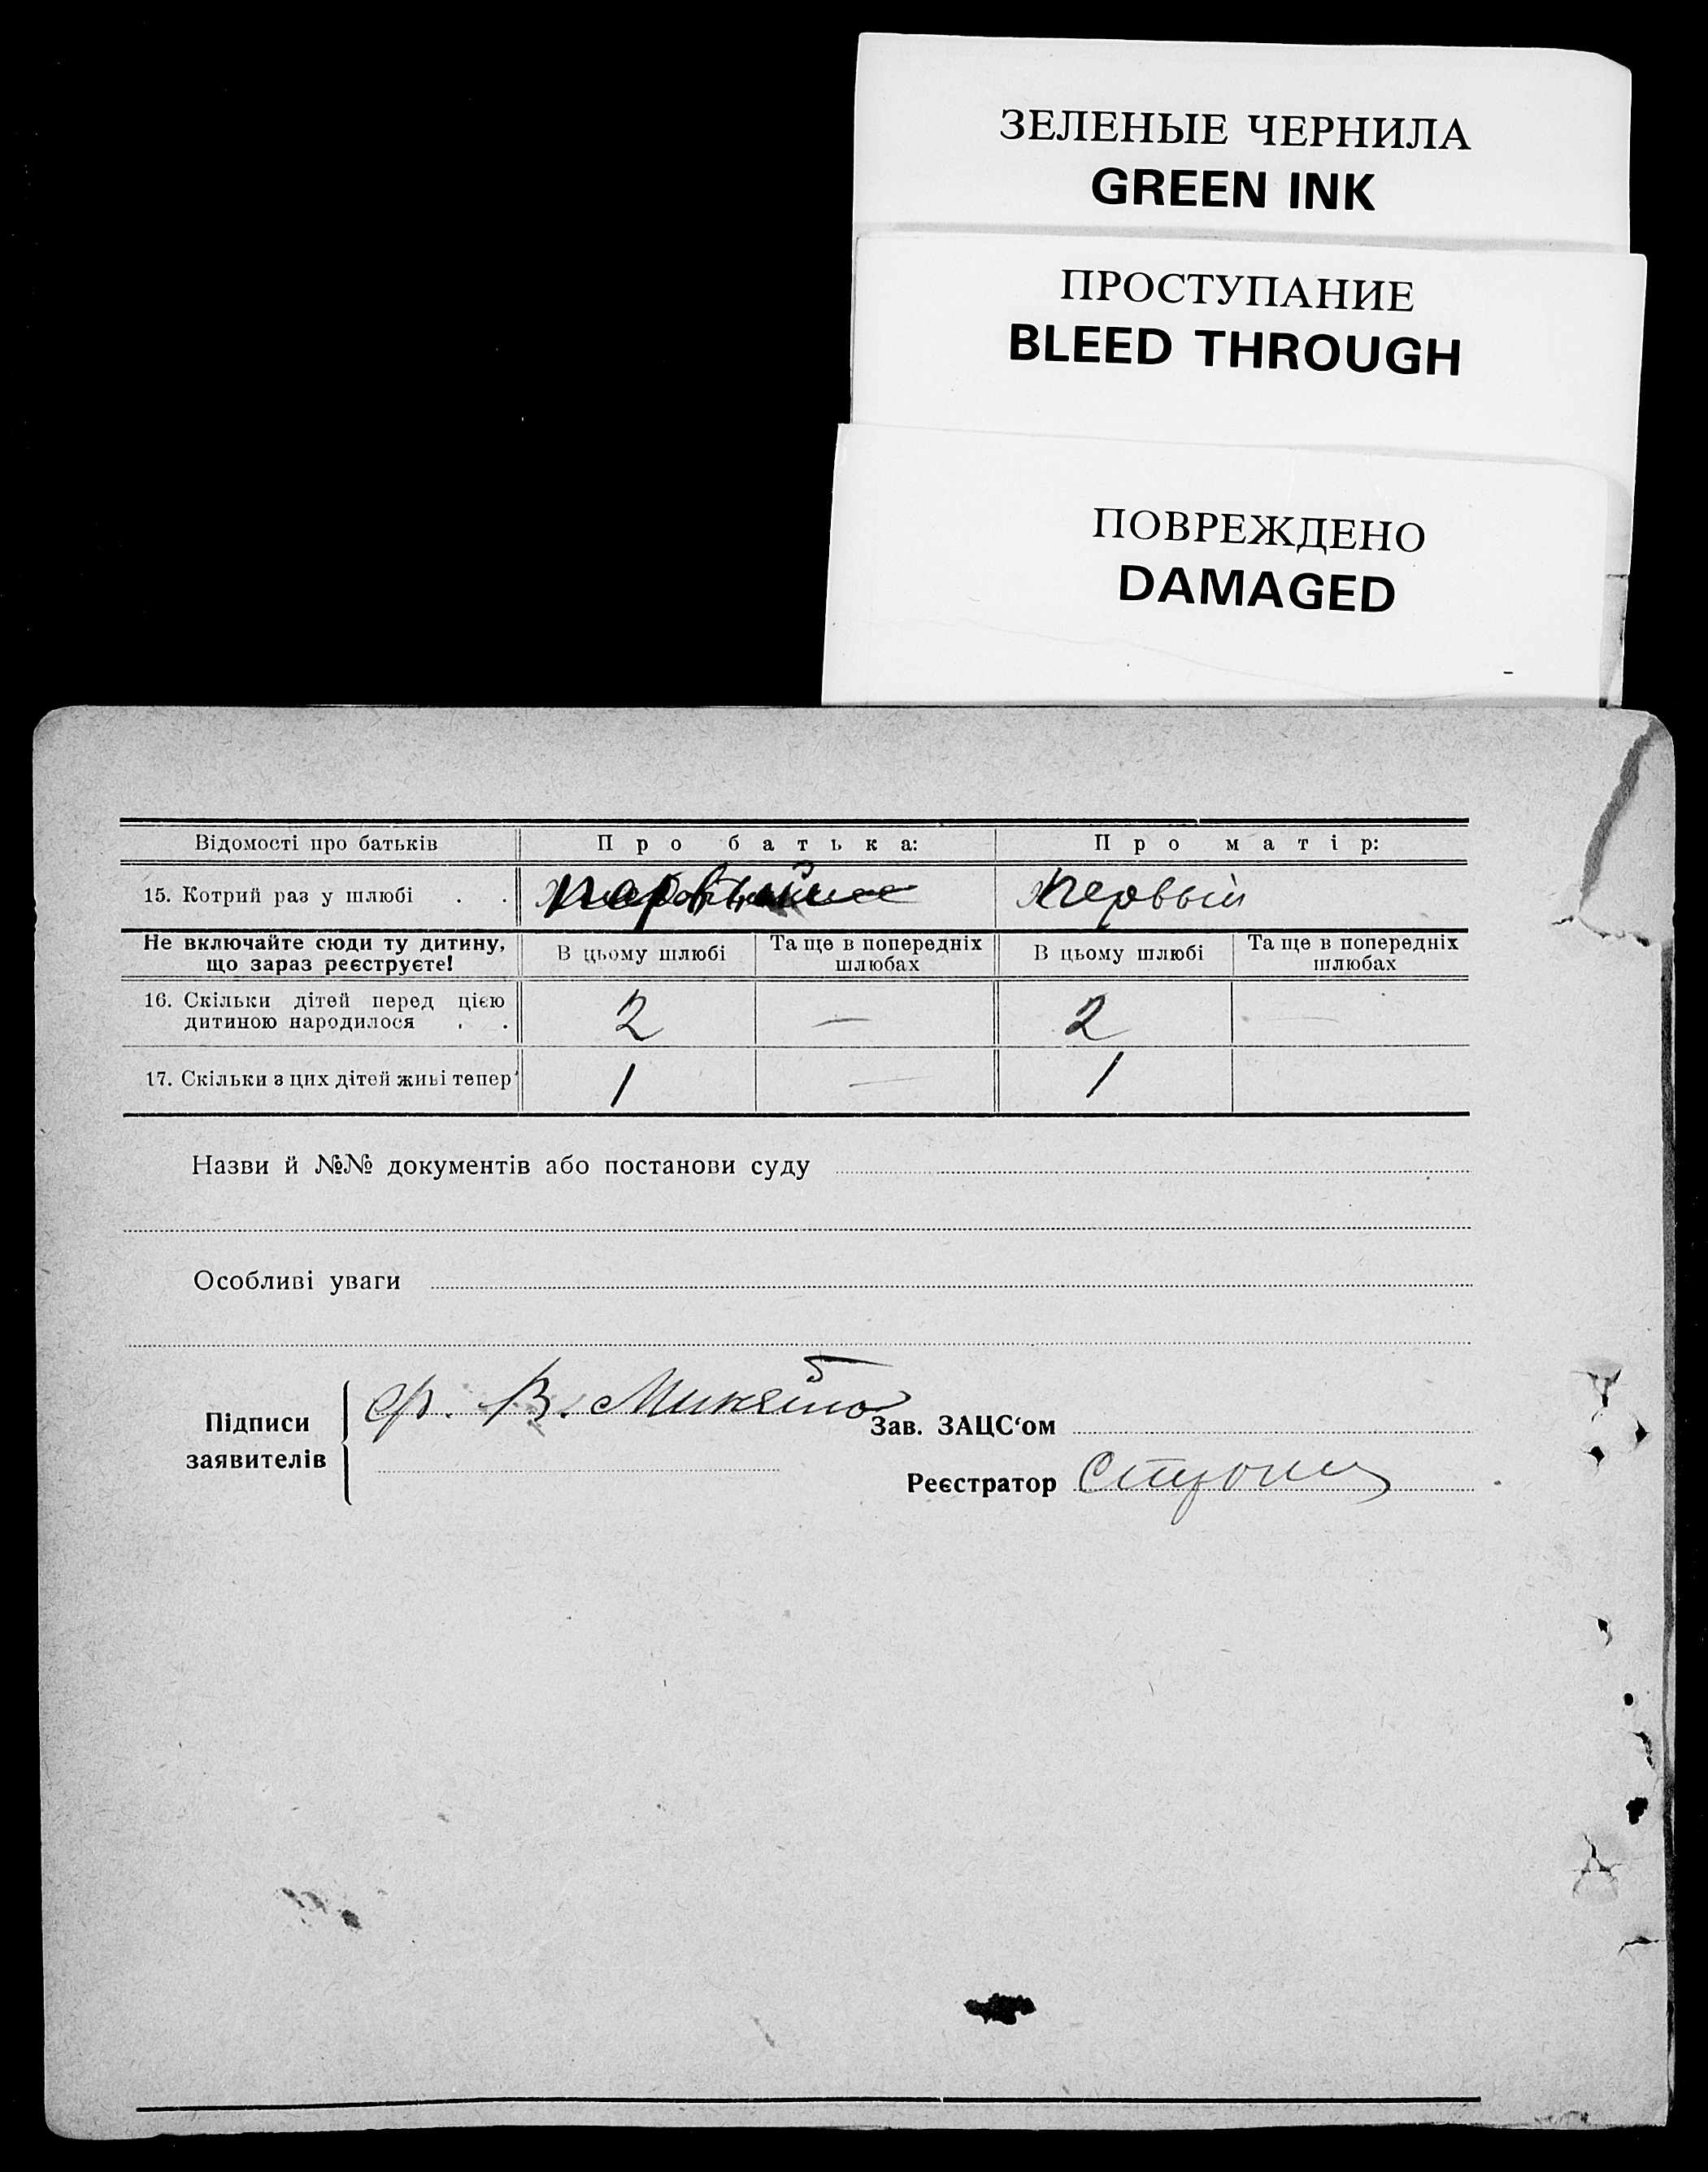 ЗЕЛЕНЫЕ ЧЕРНИЛА
GREEN INK
ПРОСТУПАНИЕ
BLEED THROUGH
ПОВРЕЖДЕНО
DAMAGED
Відомості про батьків Про батька: Про матір:
15. Котрий раз у шлюбі . . первый первый
Не включайте сюди ту дитину, що зараз реєструєте! В цьому шлюбі Та ще в попередніх шлюбах В цьому шлюбі Та ще в попередніх шлюбах
16. Скільки дітей перед цією дитиною народилося . . 2 — 2 —
17. Скільки з цих дітей живі тепер 1 — 1
Назви й №№ документів або постанови суду
Особливі уваги
Підписи заявителів
Зав. ЗАЦС‘ом
Реєстратор